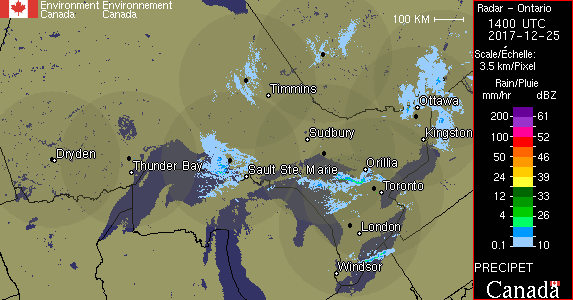 Environment Environnement
Canada Canada
100 KM
Timmins
Ottawa
Sudbury
Kingston
Dryden
Thunder Bay
Sault Ste. Marie
Orillia
Toronto
London
Windsor
Radar - Ontario
1400 UTC
2017-12-25
Scale/Échelle:
3.5 km/Pixel
Rain/Pluie
mm/hr dBZ
200 61
100 52
50 46
24 39
12 33
4 26
2 20
0.1 10
PRECIPET
Canada